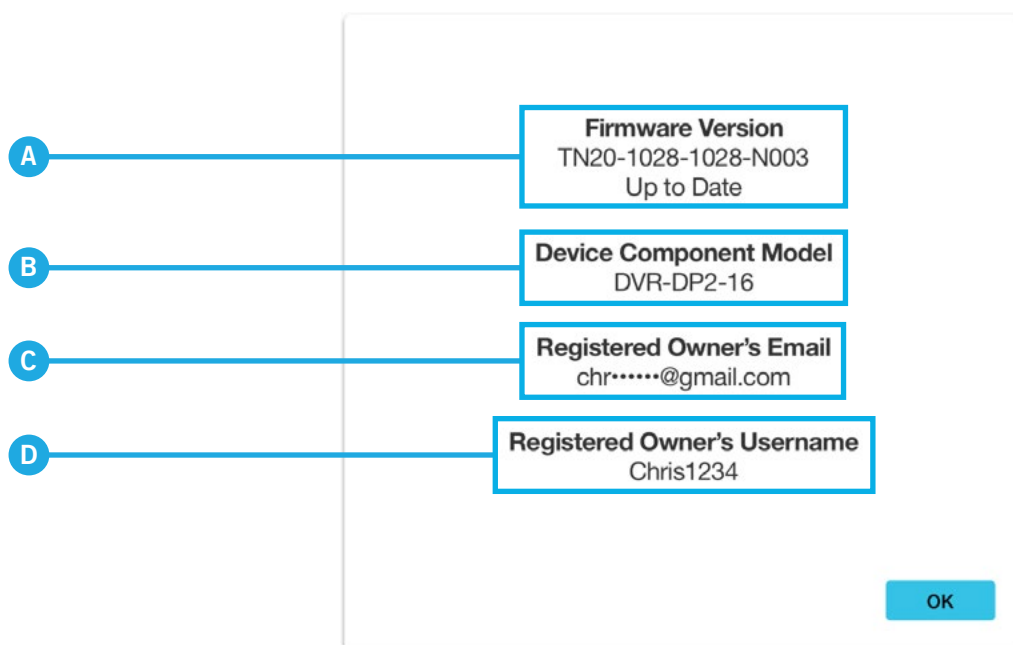 A
Firmware Version
TN20-1028-1028-N003
Up to Date
B
Device Component Model
DVR-DP2-16
C
Registered Owner's Email
chr••••••@gmail.com
D
Registered Owner's Username
Chris1234
OK